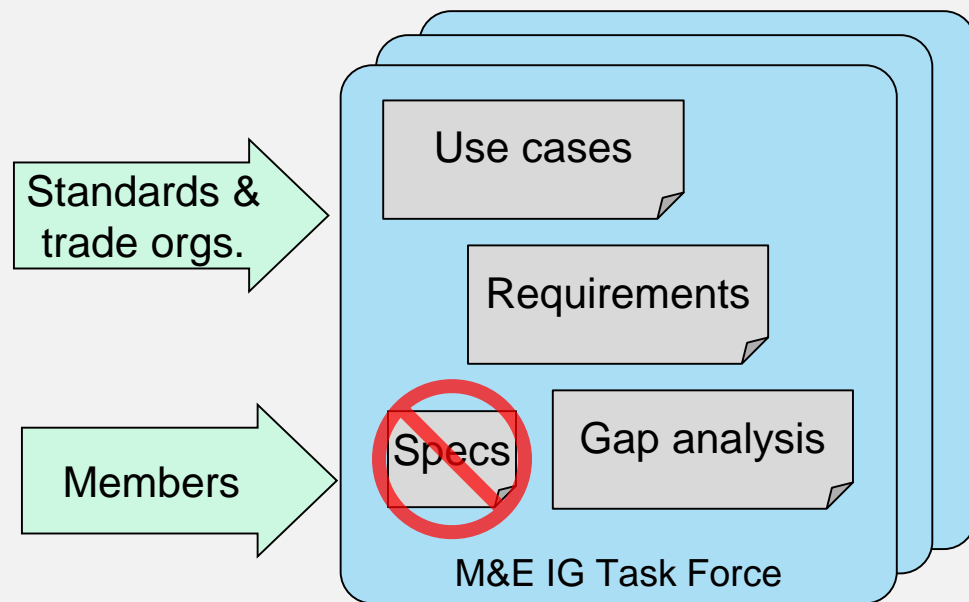 Use cases
Standards &
trade orgs.
Requirements
Specs
Gap analysis
Members
M&E IG Task Force